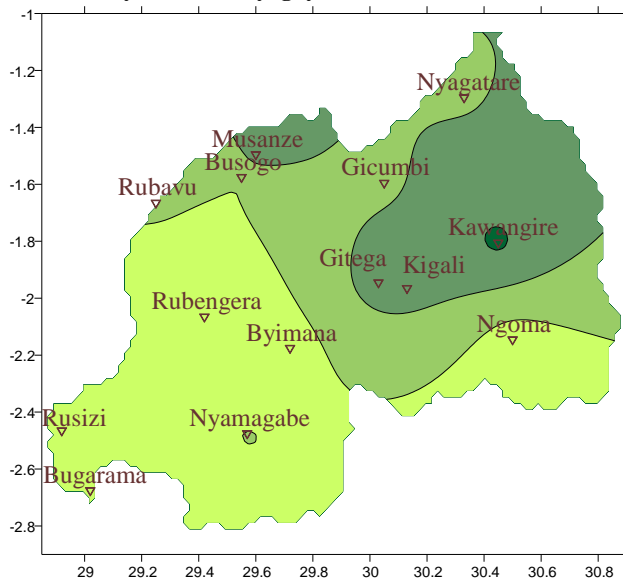 -1
-1.2
-1.4
-1.6
-1.8
-2
-2.2
-2.4
-2.6
-2.8
Nyagatare
Musanze
Busogo
Gicumbi
Rubavu
Kawangire
Gitega
Kigali
Rubengera
Byimana
Ngoma
Rusizi
Nyamagabe
Bugarama
29 29.2 29.4 29.6 29.8 30 30.2 30.4 30.6 30.8